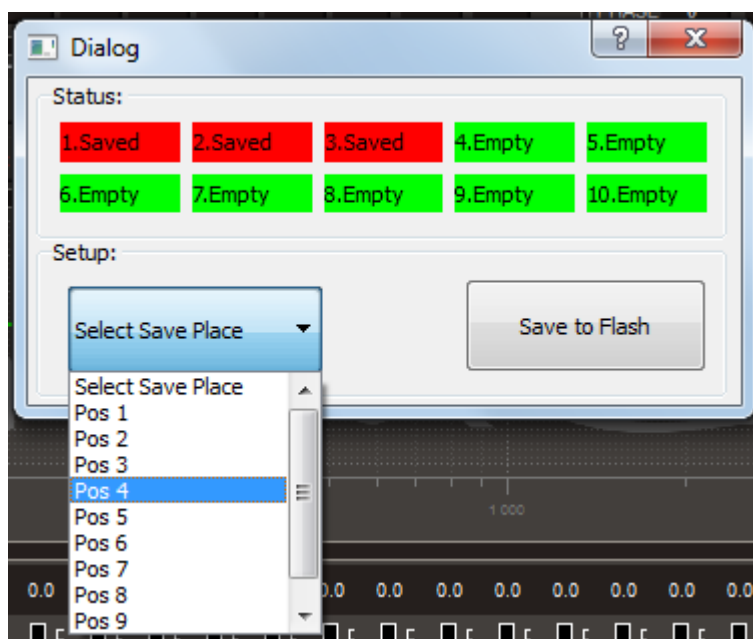 Dialog
Status:
1.Saved 2.Saved 3.Saved 4.Empty 5.Empty
6.Empty 7.Empty 8.Empty 9.Empty 10.Empty
Setup:
Select Save Place
Save to Flash
Select Save Place
Pos 1
Pos 2
Pos 3
Pos 4
Pos 5
Pos 6
Pos 7
Pos 8
Pos 9
1 000
0.0 0.0 0.0 0.0 0.0 0.0 0.0 0.0